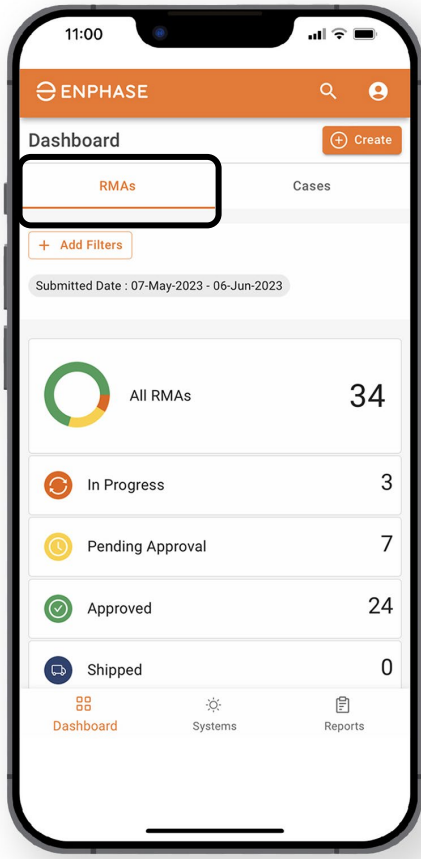 11:00
ENPHASE
Dashboard
Create
RMAs
Cases
+ Add Filters
Submitted Date : 07-May-2023 - 06-Jun-2023
All RMAs
34
In Progress
3
Pending Approval
7
Approved
24
Shipped
0
Dashboard
Systems
Reports